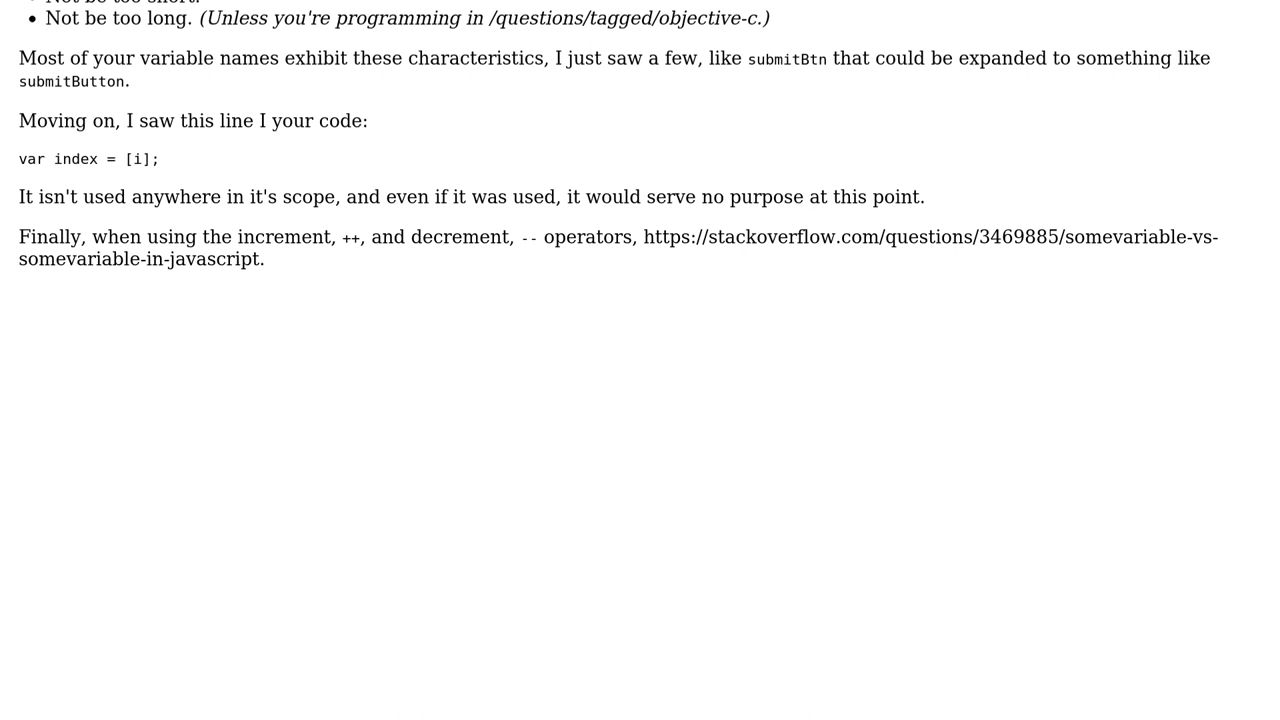 Not be too short.
Not be too long. (Unless you're programming in /questions/tagged/objective-c.)
Most of your variable names exhibit these characteristics, I just saw a few, like submitBtn that could be expanded to something like
submitButton.
Moving on, I saw this line I your code:
var index = [i];
It isn't used anywhere in it's scope, and even if it was used, it would serve no purpose at this point.
Finally, when using the increment, ++, and decrement, -- operators, https://stackoverflow.com/questions/3469885/somevariable-vs-
somevariable-in-javascript.